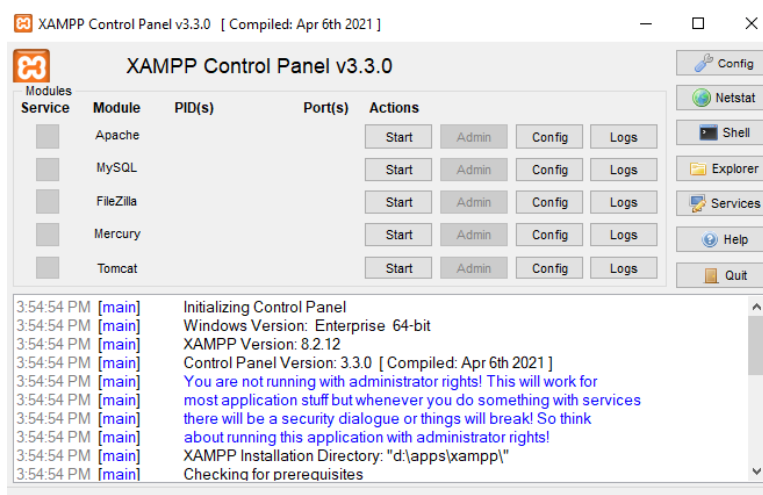 XAMPP Control Panel v3.3.0 [ Compiled: Apr 6th 2021 ]
XAMPP Control Panel v3.3.0
Config
Modules
Netstat
Service Module PID(s) Port(s) Actions
Apache Start Admin Config Logs
Shell
MySQL Start Admin Config Logs
Explorer
FileZilla Start Admin Config Logs
Services
Mercury Start Admin Config Logs
Help
Tomcat Start Admin Config Logs
Quit
3:54:54 PM [main] Initializing Control Panel
3:54:54 PM [main] Windows Version: Enterprise 64-bit
3:54:54 PM [main] XAMPP Version: 8.2.12
3:54:54 PM [main] Control Panel Version: 3.3.0 [ Compiled: Apr 6th 2021 ]
3:54:54 PM [main] You are not running with administrator rights! This will work for
3:54:54 PM [main] most application stuff but whenever you do something with services
3:54:54 PM [main] there will be a security dialogue or things will break! So think
3:54:54 PM [main] about running this application with administrator rights!
3:54:54 PM [main] XAMPP Installation Directory: "d:\apps\xampp\"
3:54:54 PM [main] Checking for prerequisites